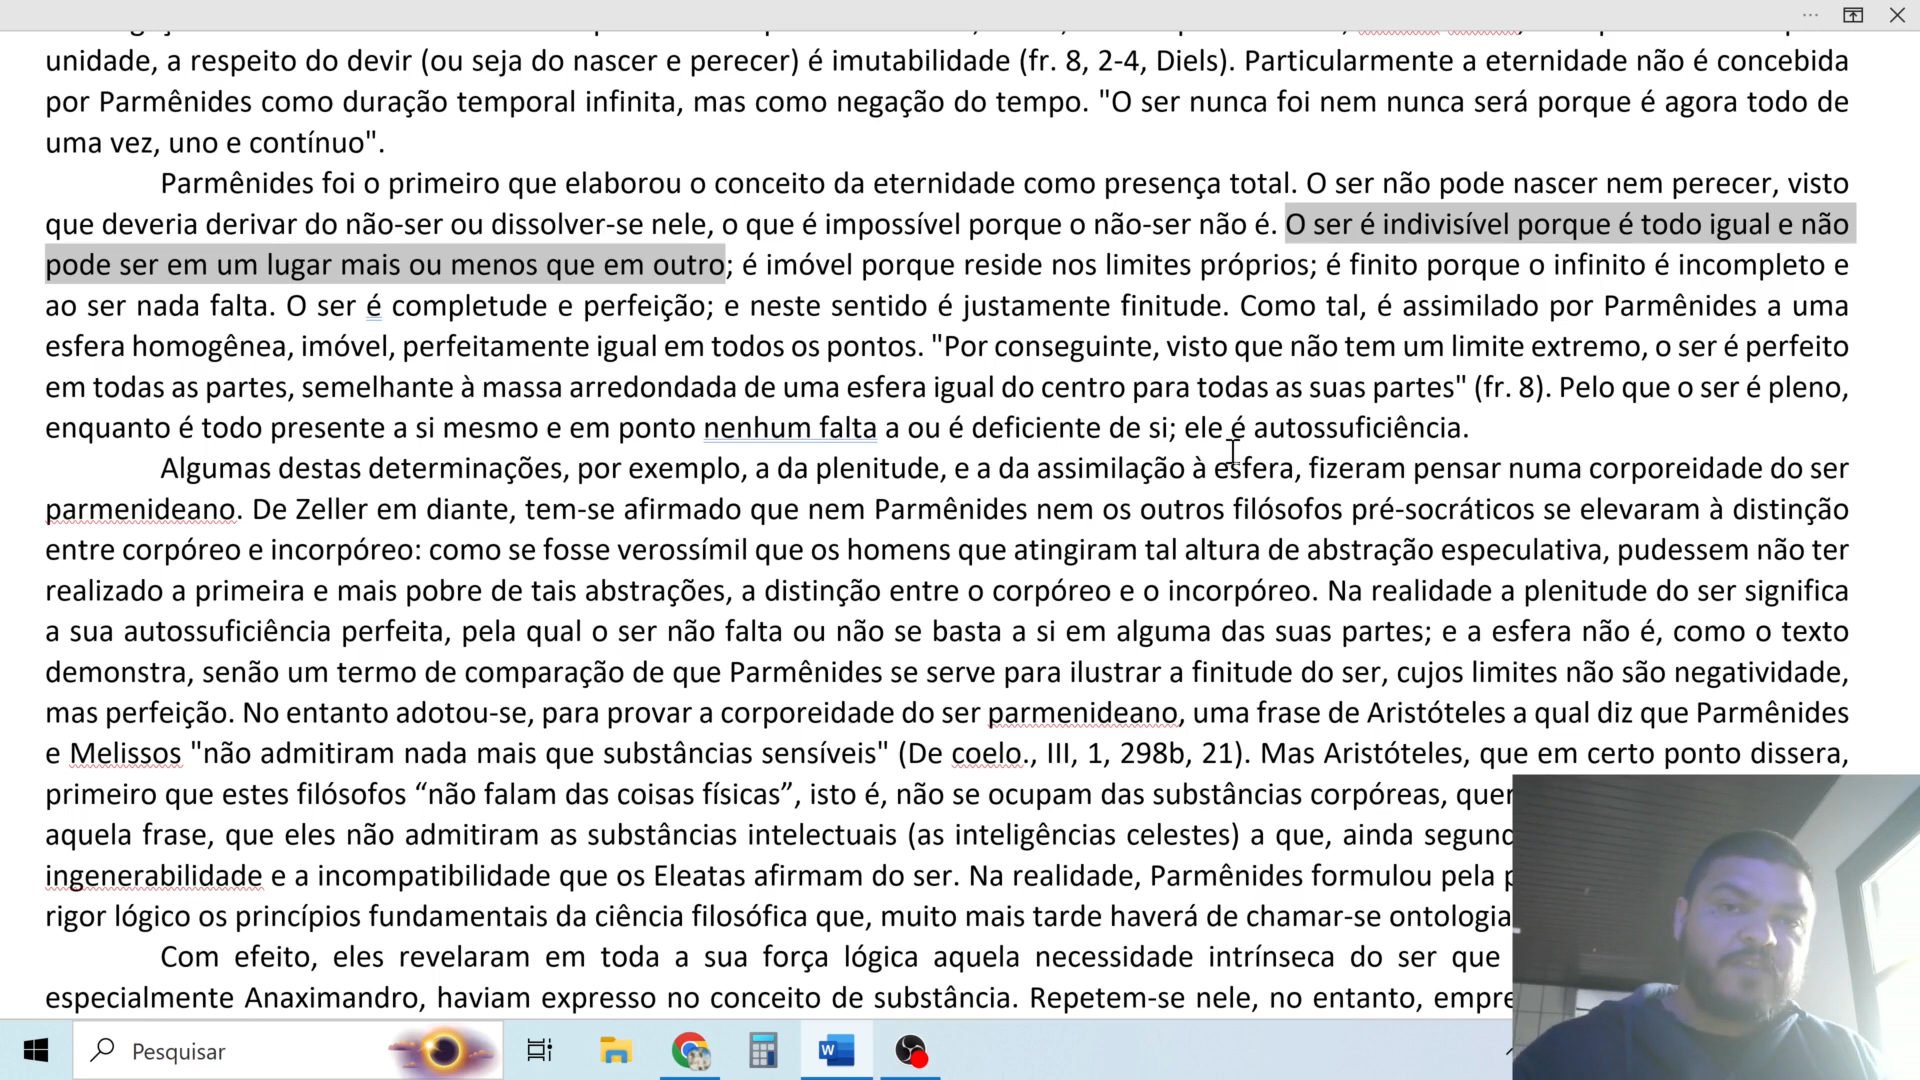 unidade, a respeito do devir (ou seja do nascer e perecer) é imutabilidade (fr. 8, 2-4, Diels). Particularmente a eternidade não é concebida
por Parmênides como duração temporal infinita, mas como negação do tempo. "O ser nunca foi nem nunca será porque é agora todo de
uma vez, uno e contínuo".
Parmênides foi o primeiro que elaborou o conceito da eternidade como presença total. O ser não pode nascer nem perecer, visto
que deveria derivar do não-ser ou dissolver-se nele, o que é impossível porque o não-ser não é. O ser é indivisível porque é todo igual e não
pode ser em um lugar mais ou menos que em outro; é imóvel porque reside nos limites próprios; é finito porque o infinito é incompleto e
ao ser nada falta. O ser é completude e perfeição; e neste sentido é justamente finitude. Como tal, é assimilado por Parmênides a uma
esfera homogênea, imóvel, perfeitamente igual em todos os pontos. "Por conseguinte, visto que não tem um limite extremo, o ser é perfeito
em todas as partes, semelhante à massa arredondada de uma esfera igual do centro para todas as suas partes" (fr. 8). Pelo que o ser é pleno,
enquanto é todo presente a si mesmo e em ponto nenhum falta a ou é deficiente de si; ele é autossuficiência.
Algumas destas determinações, por exemplo, a da plenitude, e a da assimilação à esfera, fizeram pensar numa corporeidade do ser
parmenideano. De Zeller em diante, tem-se afirmado que nem Parmênides nem os outros filósofos pré-socráticos se elevaram à distinção
entre corpóreo e incorpóreo: como se fosse verossímil que os homens que atingiram tal altura de abstração especulativa, pudessem não ter
realizado a primeira e mais pobre de tais abstrações, a distinção entre o corpóreo e o incorpóreo. Na realidade a plenitude do ser significa
a sua autossuficiência perfeita, pela qual o ser não falta ou não se basta a si em alguma das suas partes; e a esfera não é, como o texto
demonstra, senão um termo de comparação de que Parmênides se serve para ilustrar a finitude do ser, cujos limites não são negatividade,
mas perfeição. No entanto adotou-se, para provar a corporeidade do ser parmenideano, uma frase de Aristóteles a qual diz que Parmênides
e Melissos "não admitiram nada mais que substâncias sensíveis" (De coelo., III, 1, 298b, 21). Mas Aristóteles, que em certo ponto dissera,
primeiro que estes filósofos “não falam das coisas físicas”, isto é, não se ocupam das substâncias corpóreas, quer
aquela frase, que eles não admitiram as substâncias intelectuais (as inteligências celestes) a que, ainda segund
ingenerabilidade e a incompatibilidade que os Eleatas afirmam do ser. Na realidade, Parmênides formulou pela p
rigor lógico os princípios fundamentais da ciência filosófica que, muito mais tarde haverá de chamar-se ontologia
Com efeito, eles revelaram em toda a sua força lógica aquela necessidade intrínseca do ser que
especialmente Anaximandro, haviam expresso no conceito de substância. Repetem-se nele, no entanto, empre
Pesquisar
W